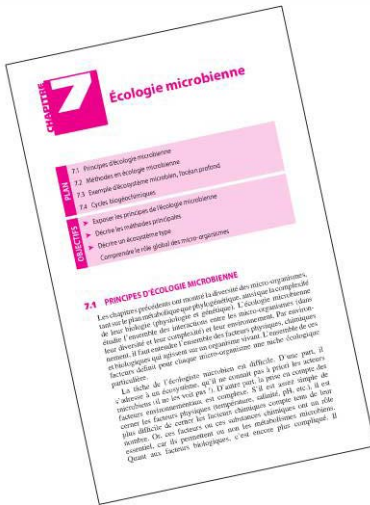 CHAPITRE
7
Écologie microbienne
PLAN
7.1 Principes d'écologie microbienne
7.2 Méthodes en écologie microbienne
7.3 Exemple d'écosystème microbien, l'océan profond
7.4 Cycles biogéochimiques
OBJECTIFS
➤ Exposer les principes de l'écologie microbienne
➤ Décrire les méthodes principales
➤ Décrire un écosystème type
Comprendre le rôle global des micro-organismes
7.1 PRINCIPES D'ÉCOLOGIE MICROBIENNE
Les chapitres précédents ont montré la diversité des micro-organismes,
tant sur le plan métabolique que phylogénétique, ainsi que la complexité
de leur biologie (physiologie et génétique). L'écologie microbienne
étudie l'ensemble des interactions entre les micro-organismes (dans
leur diversité et leur complexité) et leur environnement. Par environ-
nement, il faut entendre l'ensemble des facteurs physiques, chimiques
et biologiques qui agissent sur un organisme vivant. L'ensemble de ces
facteurs définit pour chaque micro-organisme une niche écologique
particulière.
La tâche de l'écologiste microbien est difficile. D'une part, il
s'adresse à un écosystème, qu'il ne connaît pas à priori les acteurs
microbiens (il ne les voit pas !). D'autre part, la prise en compte des
facteurs environnementaux est complexe. S'il est assez simple de
cerner les facteurs physiques (température, salinité, pH, etc.), il est
plus difficile de cerner les facteurs chimiques compte tenu de leur
nombre. Or, ces facteurs ou ces substances chimiques ont un rôle
essentiel, car ils permettent ou non les métabolismes microbiens.
Quant aux facteurs biologiques, c'est encore plus compliqué. Il